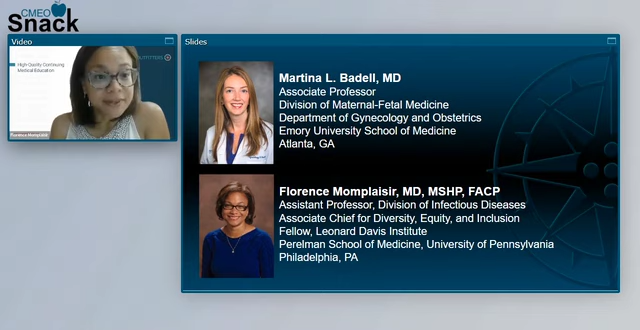 CMEO
Snack
Video
High-Quality Continuing
Medical Education
Florence Momplaisir
Slides
Martina L. Badell, MD
Associate Professor
Division of Maternal-Fetal Medicine
Department of Gynecology and Obstetrics
Emory University School of Medicine
Atlanta, GA
Florence Momplaisir, MD, MSHP, FACP
Assistant Professor, Division of Infectious Diseases
Associate Chief for Diversity, Equity, and Inclusion
Fellow, Leonard Davis Institute
Perelman School of Medicine, University of Pennsylvania
Philadelphia, PA